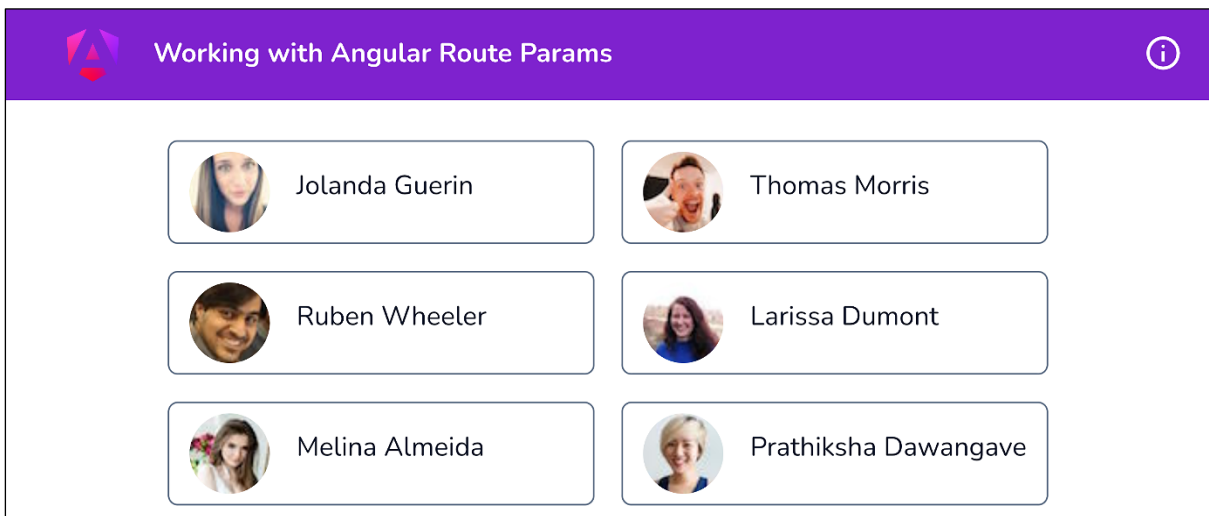 Working with Angular Route Params
Jolanda Guerin
Thomas Morris
Ruben Wheeler
Larissa Dumont
Melina Almeida
Prathiksha Dawangave